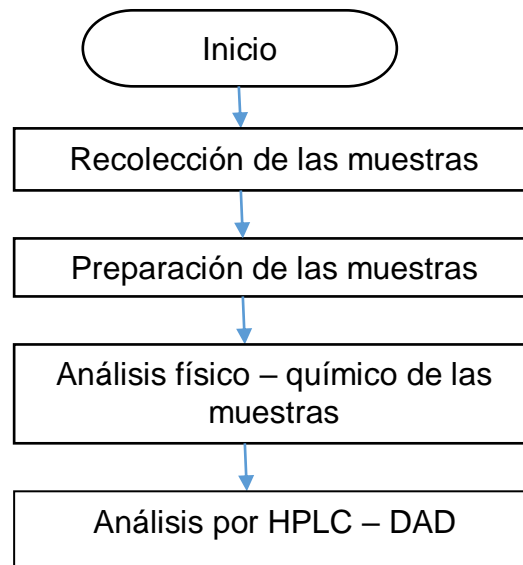 Inicio
Recolección de las muestras
Preparación de las muestras
Análisis físico – químico de las
muestras
Análisis por HPLC – DAD